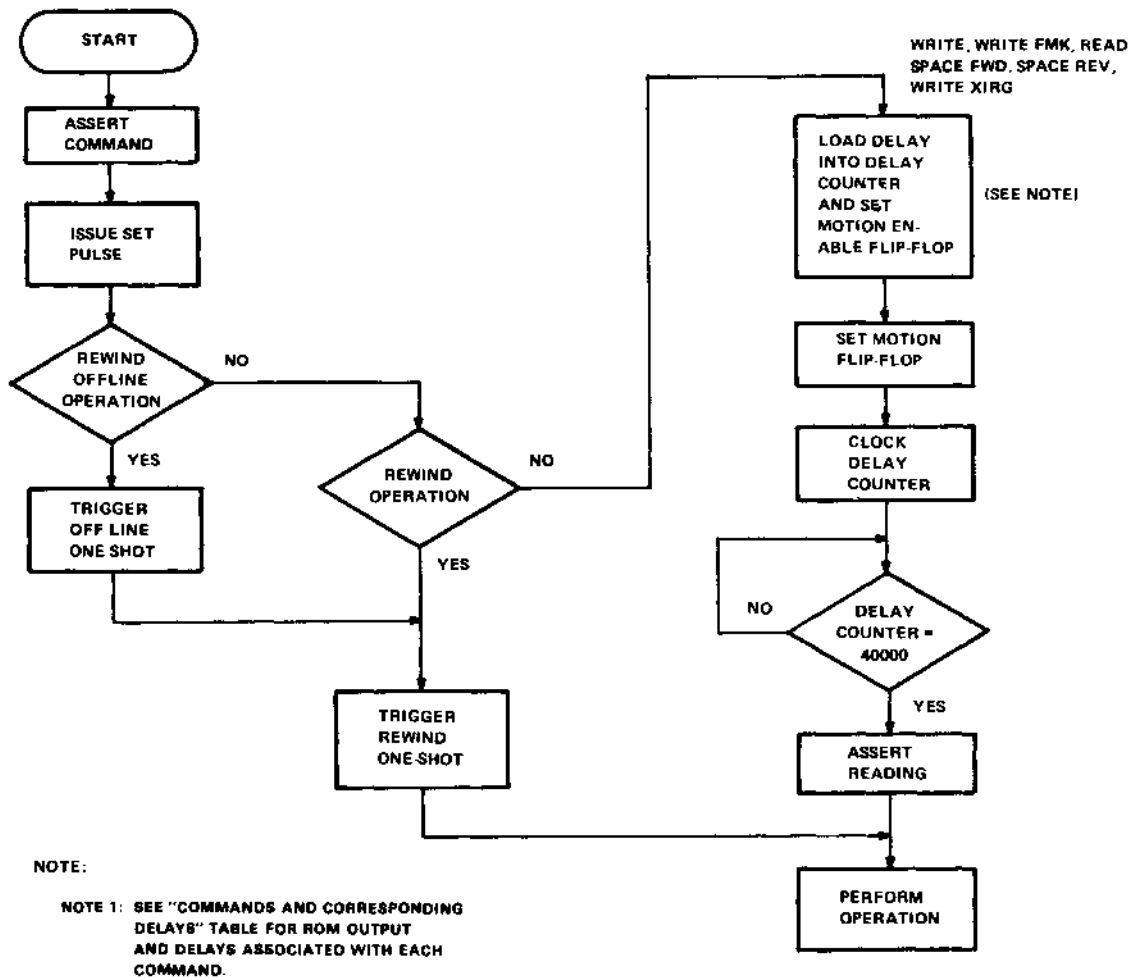 START
ASSERT
COMMAND
ISSUE SET
PULSE
REWIND
OFFLINE
OPERATION
NO
YES
TRIGGER
OFF LINE
ONE SHOT
REWIND
OPERATION
NO
YES
TRIGGER
REWIND
ONE-SHOT
WRITE, WRITE FMK, READ
SPACE FWD, SPACE REV,
WRITE XIRG
LOAD DELAY
INTO DELAY
COUNTER
AND SET
MOTION EN-
ABLE FLIP-FLOP
(SEE NOTE)
SET MOTION
FLIP-FLOP
CLOCK
DELAY
COUNTER
NO
DELAY
COUNTER =
40000
YES
ASSERT
READING
PERFORM
OPERATION
NOTE:
NOTE 1: SEE "COMMANDS AND CORRESPONDING
DELAYS" TABLE FOR ROM OUTPUT
AND DELAYS ASSOCIATED WITH EACH
COMMAND.